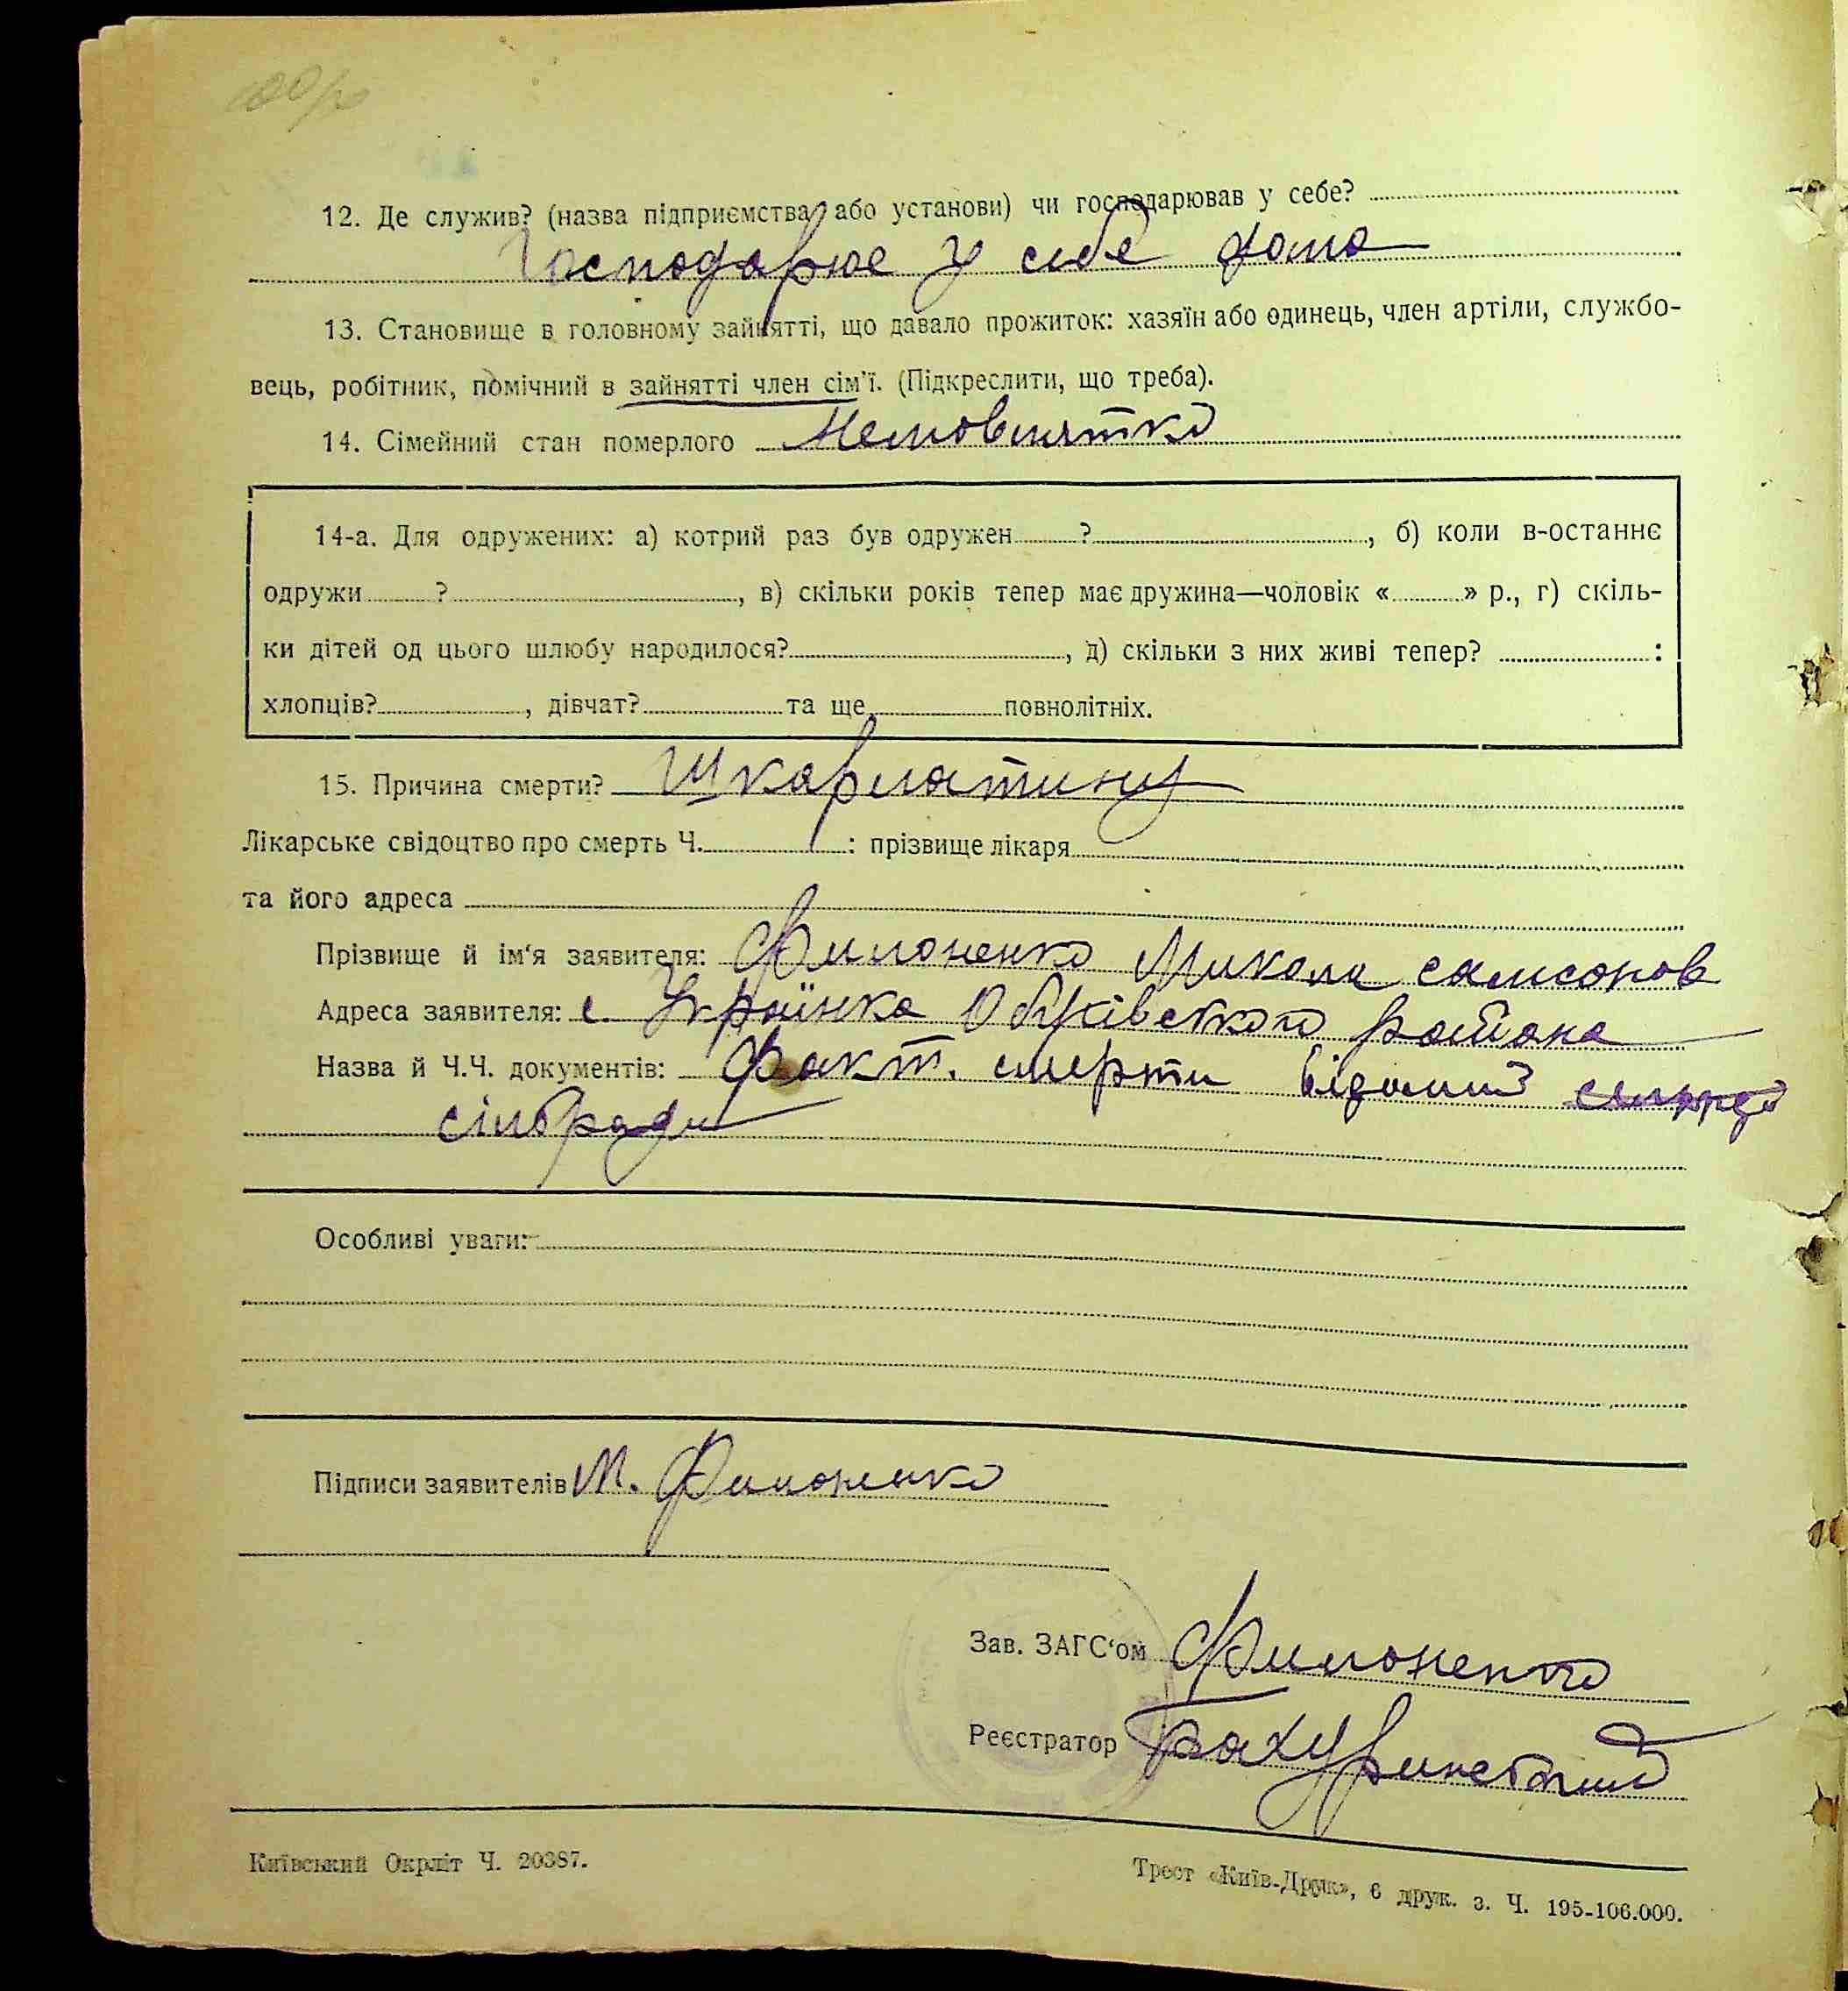 12. Де служив? (назва підприємства або установи) чи господарював у себе?
Господарює у себе дома
13. Становище в головному зайнятті, що давало прожиток: хазяїн або одинець, член артіли, службо-
вець, робітник, помічний в зайнятті член сім'ї. (Підкреслити, що треба).
14. Сімейний стан померлого Немовнятко
14-а. Для одружених: а) котрий раз був одружен ? , б) коли в-останнє
одружи ? , в) скільки років тепер має дружина—чоловік « » р., г) скіль-
ки дітей од цього шлюбу народилося? , д) скільки з них живі тепер? :
хлопців? , дівчат? та ще повнолітніх.
15. Причина смерти? Шкарлатину
Лікарське свідоцтво про смерть Ч. : прізвище лікаря
та його адреса
Прізвище й ім'я заявителя: Филоненко Микола самсонов
Адреса заявителя: с. Українка Обухівського района
Назва й Ч.Ч. документів: Факт. смерти відомий
сільради
Особливі уваги:
Підписи заявителів М. Филоненко
Зав. ЗАГС'ом Филоненко
Реєстратор Бахуринский
Київський Окрліт Ч. 20387.
Трест «Київ-Друк», 6 друк. з. Ч. 195-106.000.